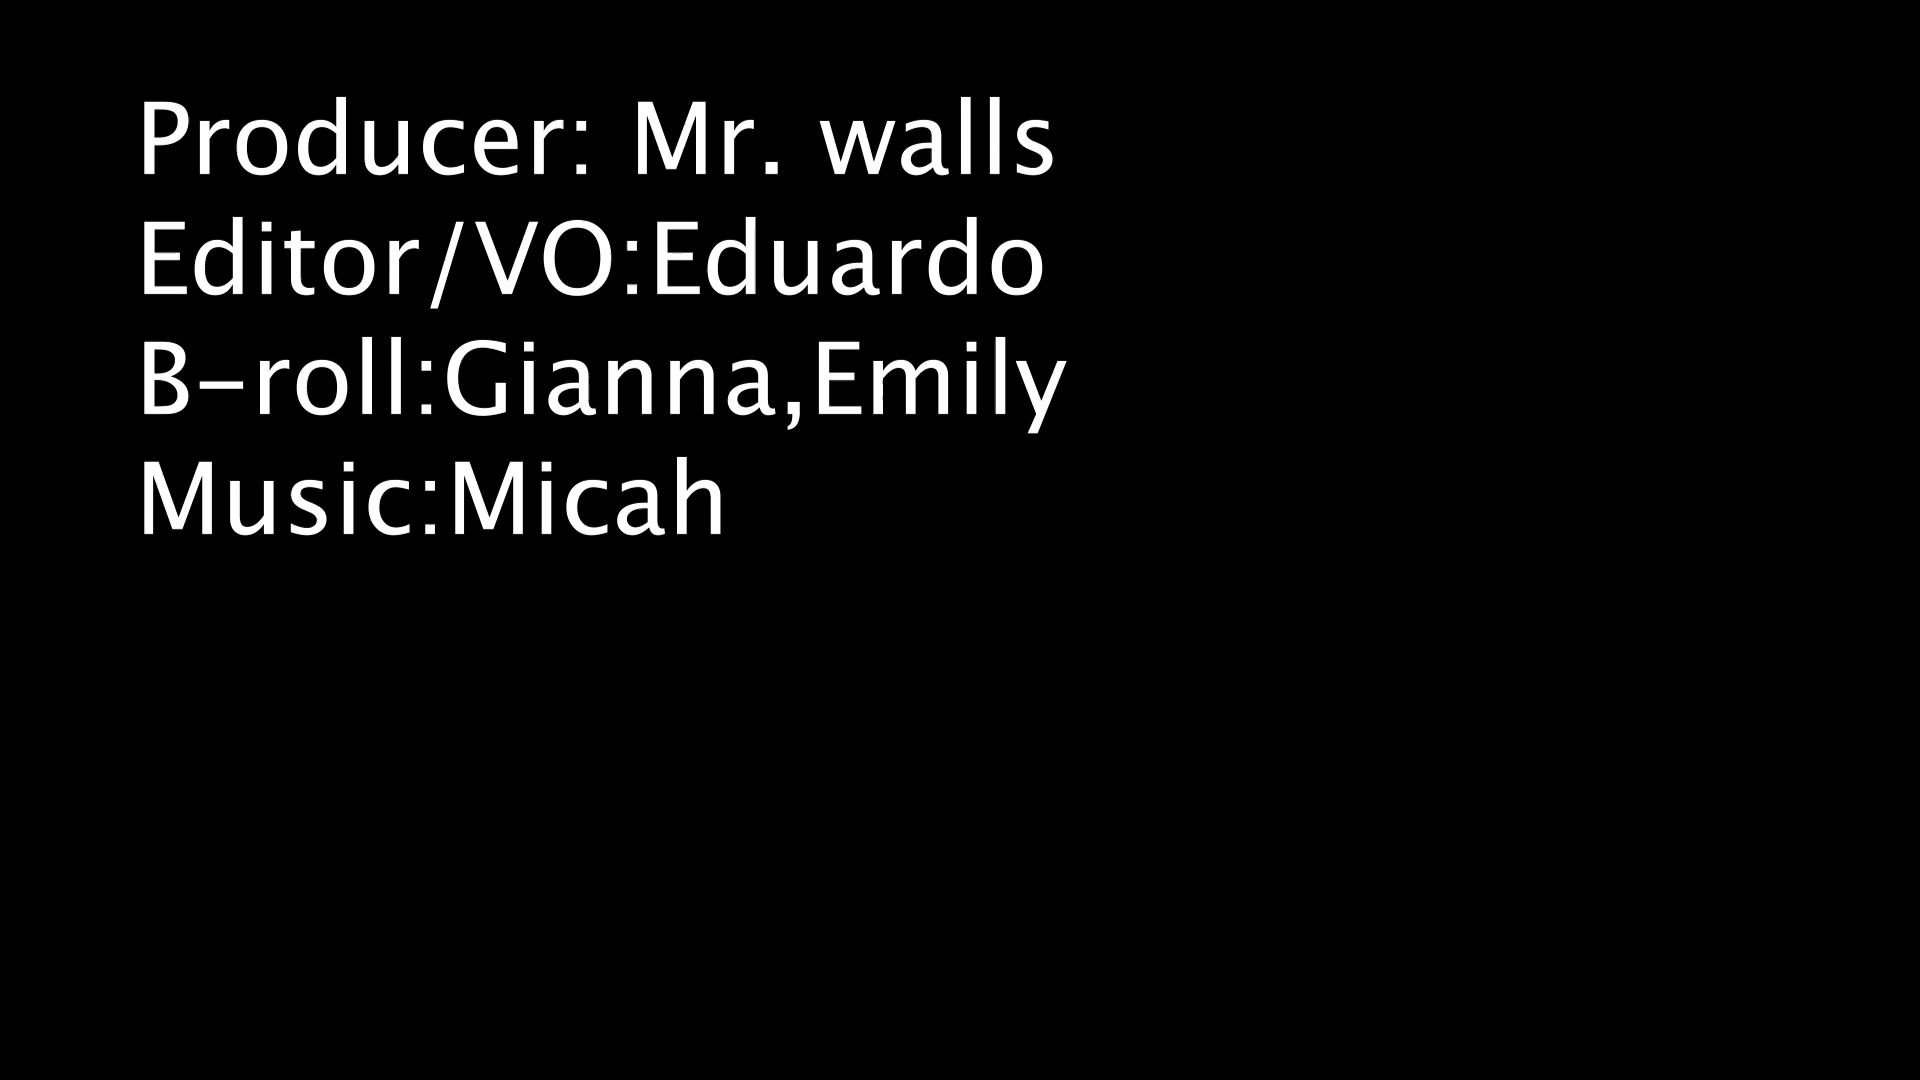 Producer: Mr. walls
Editor/VO:Eduardo
B-roll:Gianna,Emily
Music:Micah